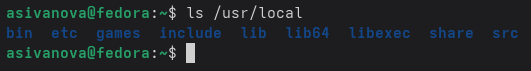 asivanova@fedora:~$ ls /usr/local
bin  etc  games  include  lib  lib64  libexec  share  src
asivanova@fedora:~$